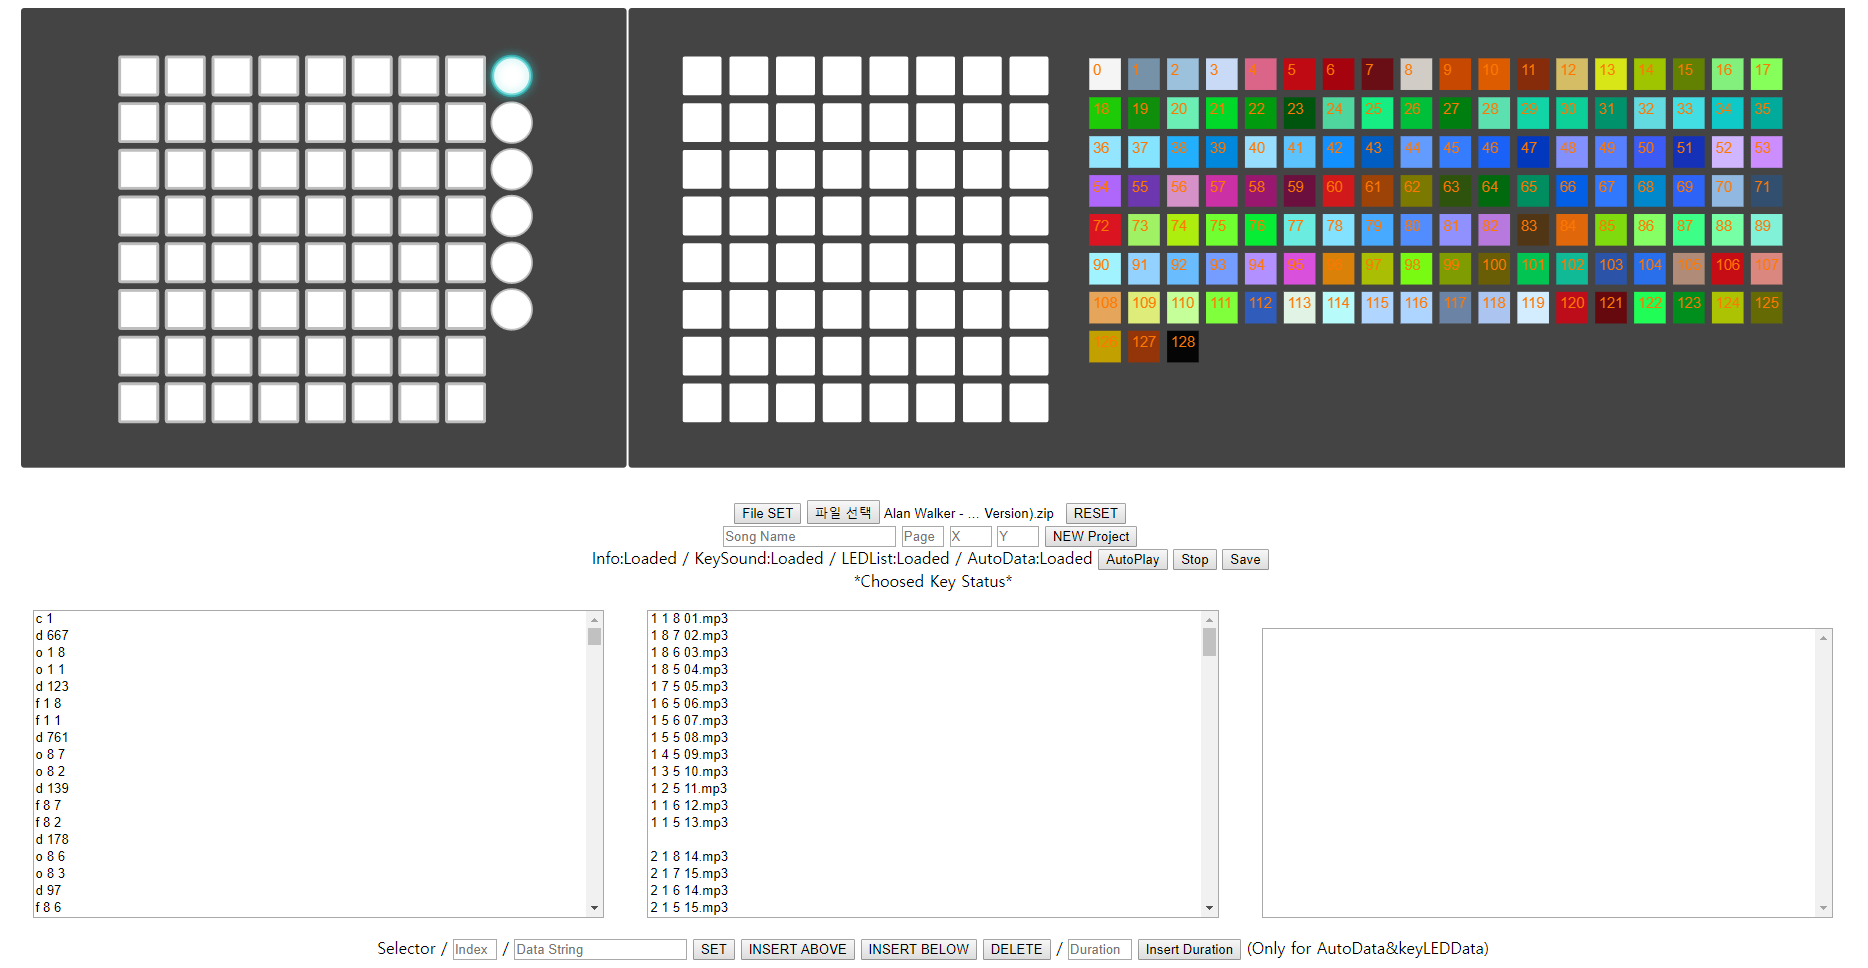 0 1 2 3 4 5 6 7 8 9 10 11 12 13 14 15 16 17
18 19 20 21 22 23 24 25 26 27 28 29 30 31 32 33 34 35
36 37 38 39 40 41 42 43 44 45 46 47 48 49 50 51 52 53
54 55 56 57 58 59 60 61 62 63 64 65 66 67 68 69 70 71
72 73 74 75 76 77 78 79 80 81 82 83 84 85 86 87 88 89
90 91 92 93 94 95 96 97 98 99 100 101 102 103 104 105 106 107
108 109 110 111 112 113 114 115 116 117 118 119 120 121 122 123 124 125
126 127 128
File SET 파일 선택 Alan Walker - ... Version).zip RESET
Song Name Page X Y NEW Project
Info:Loaded / KeySound:Loaded / LEDList:Loaded / AutoData:Loaded AutoPlay Stop Save
*Choosed Key Status*
c 1
d 667
o 1 8
o 1 1
d 123
f 1 8
f 1 1
d 761
o 8 7
o 8 2
d 139
f 8 7
f 8 2
d 178
o 8 6
o 8 3
d 97
f 8 6
1 1 8 01.mp3
1 8 7 02.mp3
1 8 6 03.mp3
1 8 5 04.mp3
1 7 5 05.mp3
1 6 5 06.mp3
1 5 6 07.mp3
1 5 5 08.mp3
1 4 5 09.mp3
1 3 5 10.mp3
1 2 5 11.mp3
1 1 6 12.mp3
1 1 5 13.mp3
2 1 8 14.mp3
2 1 7 15.mp3
2 1 6 14.mp3
2 1 5 15.mp3
Selector / Index / Data String SET INSERT ABOVE INSERT BELOW DELETE / Duration Insert Duration (Only for AutoData&keyLEDData)